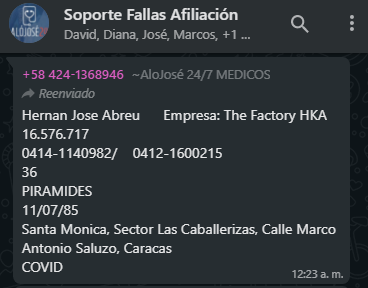 Soporte Fallas Afiliación
David, Diana, José, Marcos, +1 ...
ALOJOSE
+58 424-1368946 ~AloJosé 24/7 MEDICOS
Reenviado
Hernan Jose Abreu Empresa: The Factory HKA
16.576.717
0414-1140982/ 0412-1600215
36
PIRAMIDES
11/07/85
Santa Monica, Sector Las Caballerizas, Calle Marco
Antonio Saluzo, Caracas
COVID
12:23 a. m.